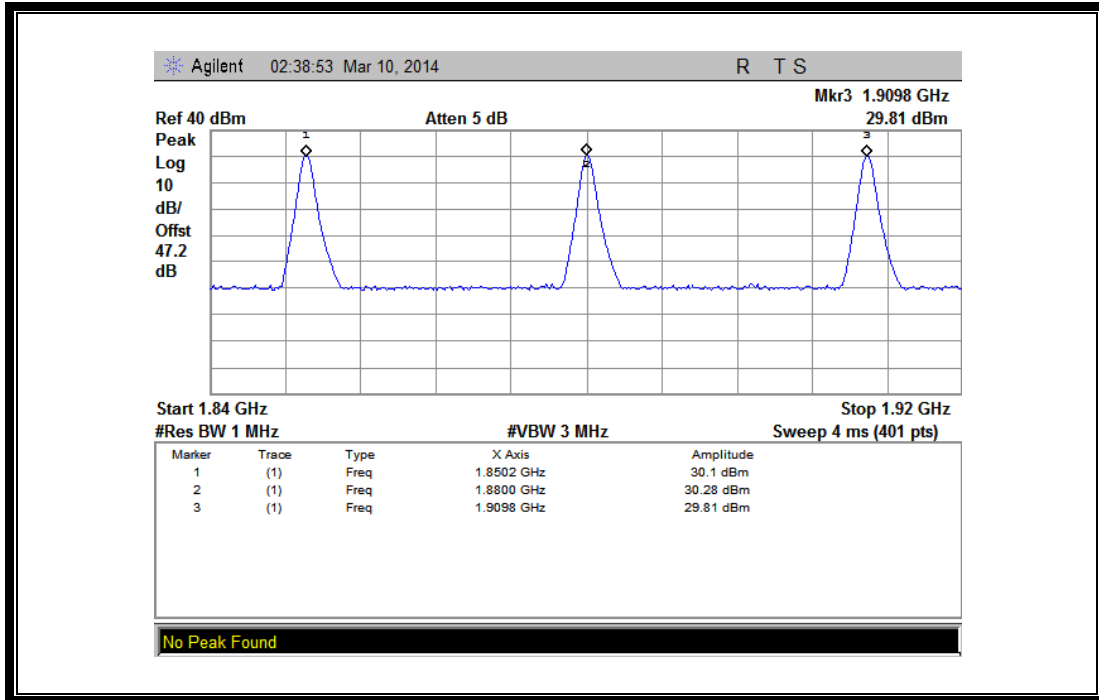 Agilent 02:38:53 Mar 10, 2014 R T S
Mkr3 1.9098 GHz
Ref 40 dBm Atten 5 dB 29.81 dBm
Peak
Log
10
dB/
Offst
47.2
dB
1
2
3
Start 1.84 GHz Stop 1.92 GHz
#Res BW 1 MHz #VBW 3 MHz Sweep 4 ms (401 pts)
Marker Trace Type X Axis Amplitude
1 (1) Freq 1.8502 GHz 30.1 dBm
2 (1) Freq 1.8800 GHz 30.28 dBm
3 (1) Freq 1.9098 GHz 29.81 dBm
No Peak Found